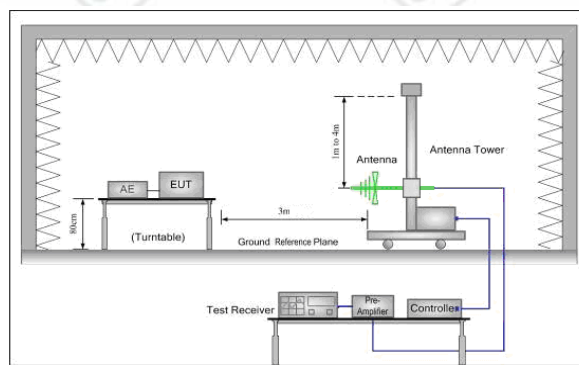 1m to 4m
Antenna
Antenna Tower
AE
EUT
3m
80cm
(Turntable)
Ground Reference Plane
Test Receiver
Pre-
Amplifier
Controller